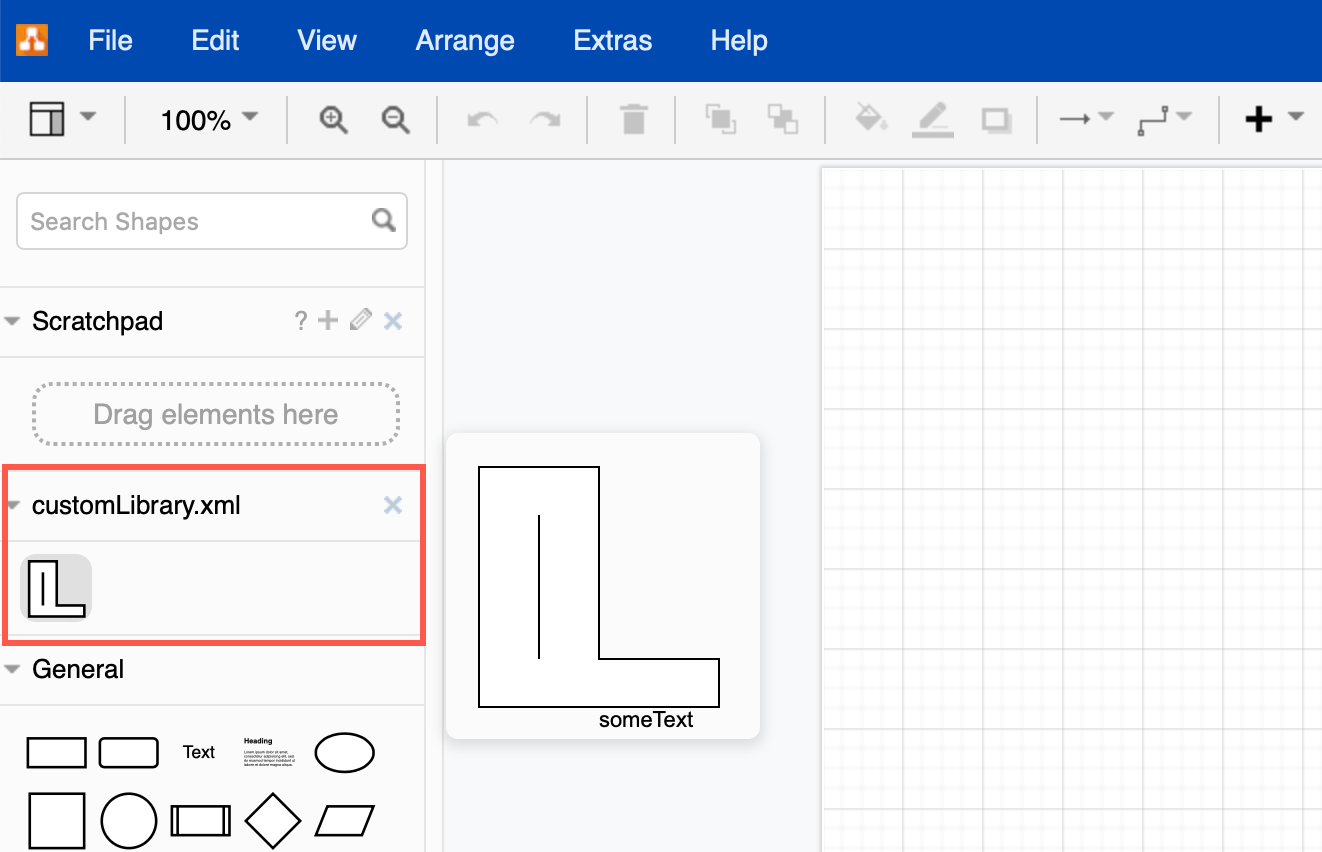 File Edit View Arrange Extras Help
100%
Search Shapes
Scratchpad ?
Drag elements here
customLibrary.xml
someText
General
Text
Heading